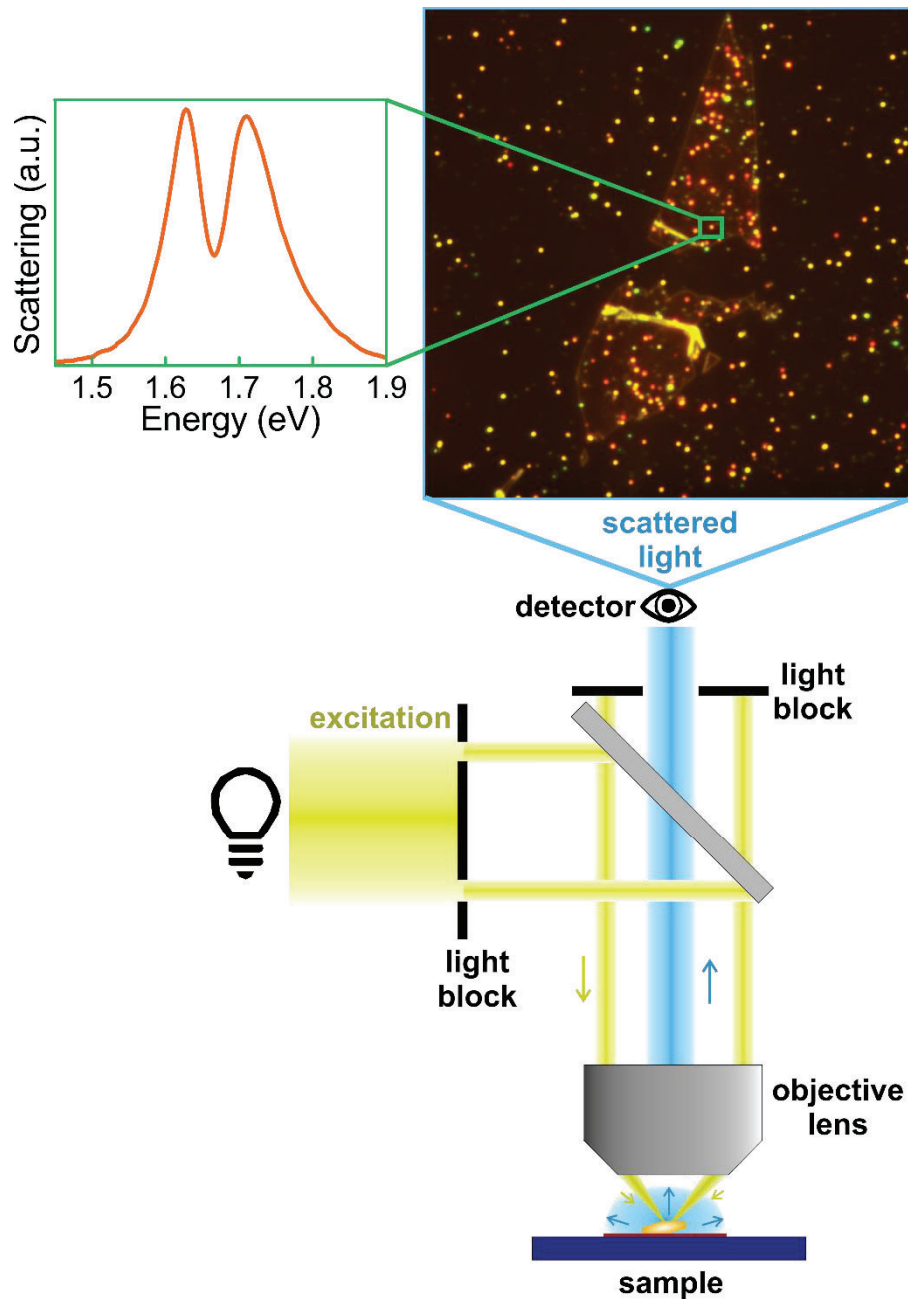 Scattering (a.u.)
1.5 1.6 1.7 1.8 1.9
Energy (eV)
scattered
light
detector
light
block
excitation
light
block
objective
lens
sample